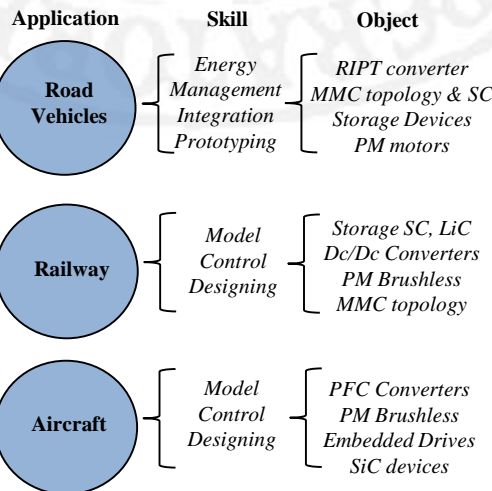 Application Skill Object
Road
Vehicles
Energy
Management
Integration
Prototyping
RIPT converter
MMC topology & SC
Storage Devices
PM motors
Railway
Model
Control
Designing
Storage SC, LiC
Dc/Dc Converters
PM Brushless
MMC topology
Aircraft
Model
Control
Designing
PFC Converters
PM Brushless
Embedded Drives
SiC devices